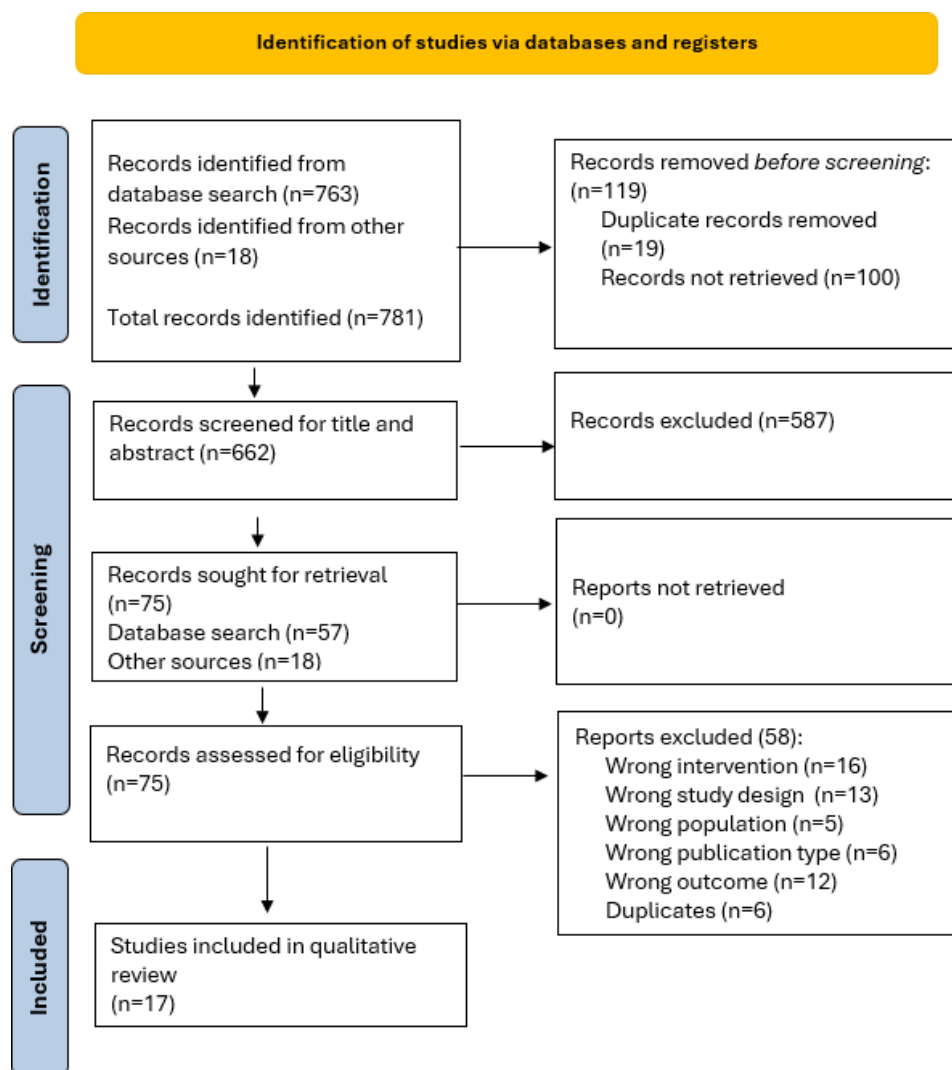 Identification of studies via databases and registers
Identification
Records identified from
database search (n=763)
Records identified from other
sources (n=18)
Total records identified (n=781)
Records removed before screening:
(n=119)
Duplicate records removed
(n=19)
Records not retrieved (n=100)
Screening
Records screened for title and
abstract (n=662)
Records excluded (n=587)
Records sought for retrieval
(n=75)
Database search (n=57)
Other sources (n=18)
Reports not retrieved
(n=0)
Records assessed for eligibility
(n=75)
Reports excluded (58):
Wrong intervention (n=16)
Wrong study design (n=13)
Wrong population (n=5)
Wrong publication type (n=6)
Wrong outcome (n=12)
Duplicates (n=6)
Included
Studies included in qualitative
review
(n=17)